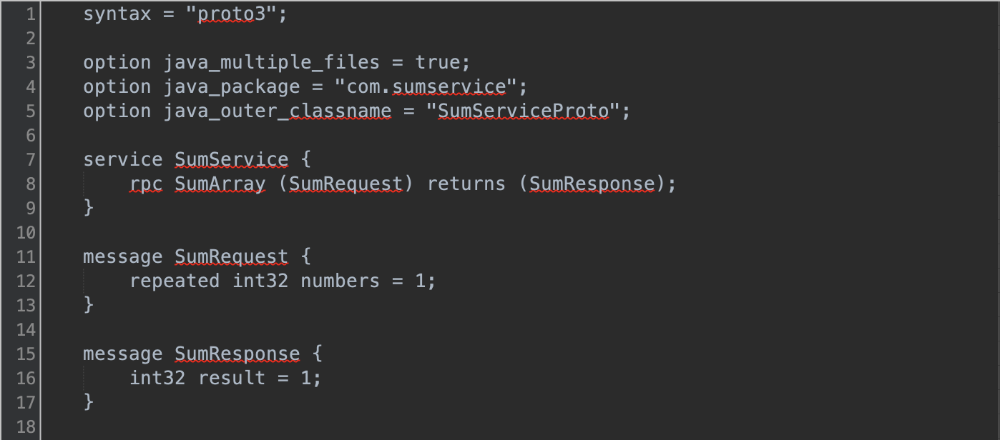 1 syntax = "proto3";
2
3 option java_multiple_files = true;
4 option java_package = "com.sumservice";
5 option java_outer_classname = "SumServiceProto";
6
7 service SumService {
8     rpc SumArray (SumRequest) returns (SumResponse);
9 }
10
11 message SumRequest {
12     repeated int32 numbers = 1;
13 }
14
15 message SumResponse {
16     int32 result = 1;
17 }
18